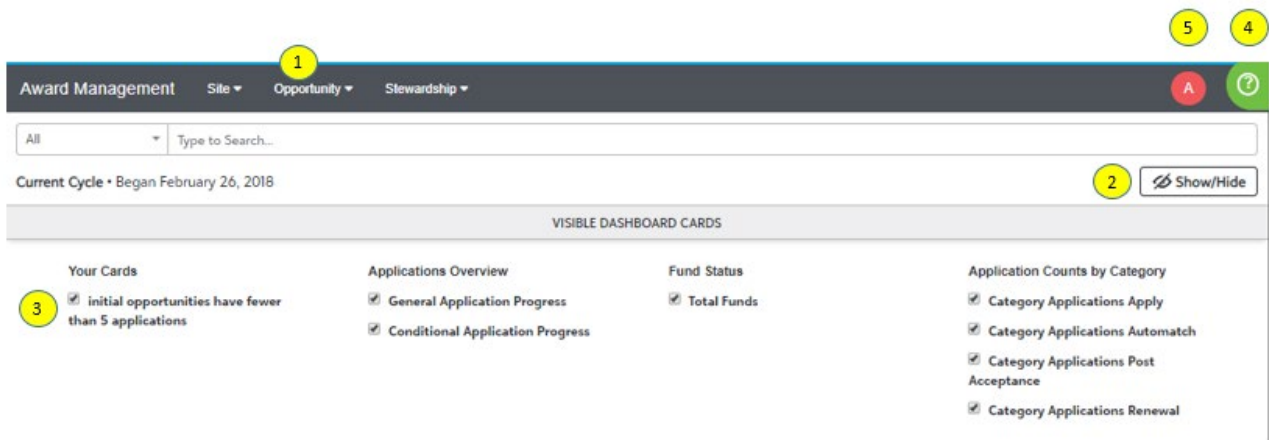 5 4
1
Award Management Site Opportunity Stewardship A ?
All Type to Search...
Current Cycle • Began February 26, 2018 2 Show/Hide
VISIBLE DASHBOARD CARDS
Your Cards Applications Overview Fund Status Application Counts by Category
3 initial opportunities have fewer General Application Progress Total Funds Category Applications Apply
than 5 applications Conditional Application Progress Category Applications Automatch
Category Applications Post
Acceptance
Category Applications Renewal